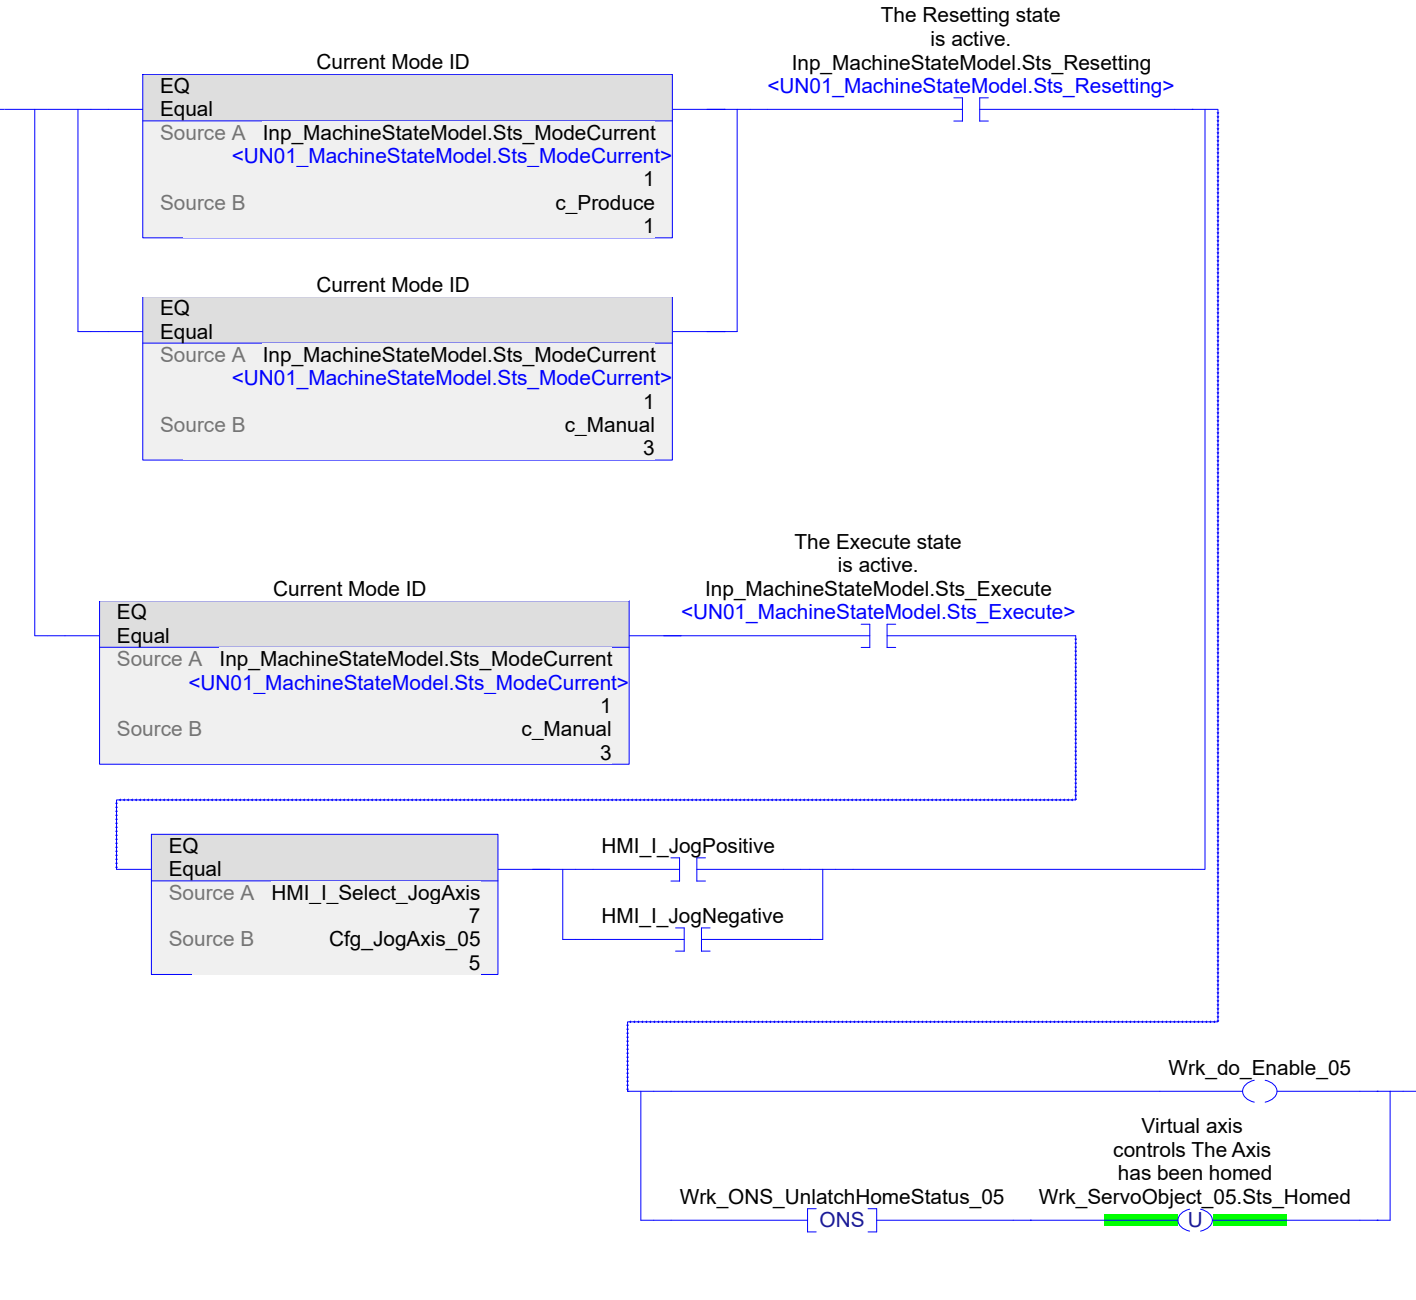 The Resetting state
is active.
Current Mode ID
Inp_MachineStateModel.Sts_Resetting
<UN01_MachineStateModel.Sts_Resetting>
EQ
Equal
Source A Inp_MachineStateModel.Sts_ModeCurrent
<UN01_MachineStateModel.Sts_ModeCurrent>
1
Source B c_Produce
1
Current Mode ID
EQ
Equal
Source A Inp_MachineStateModel.Sts_ModeCurrent
<UN01_MachineStateModel.Sts_ModeCurrent>
1
Source B c_Manual
3
The Execute state
is active.
Current Mode ID
Inp_MachineStateModel.Sts_Execute
<UN01_MachineStateModel.Sts_Execute>
EQ
Equal
Source A Inp_MachineStateModel.Sts_ModeCurrent
<UN01_MachineStateModel.Sts_ModeCurrent>
1
Source B c_Manual
3
EQ
Equal
Source A HMI_I_Select_JogAxis
7
Source B Cfg_JogAxis_05
5
HMI_I_JogPositive
HMI_I_JogNegative
Wrk_do_Enable_05
Virtual axis
controls The Axis
has been homed
Wrk_ONS_UnlatchHomeStatus_05
Wrk_ServoObject_05.Sts_Homed
ONS
U